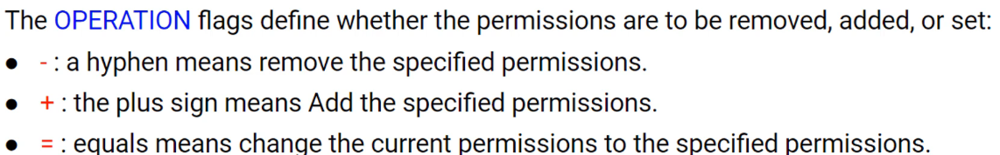 The OPERATION flags define whether the permissions are to be removed, added, or set:
● - : a hyphen means remove the specified permissions.
● + : the plus sign means Add the specified permissions.
● = : equals means change the current permissions to the specified permissions.